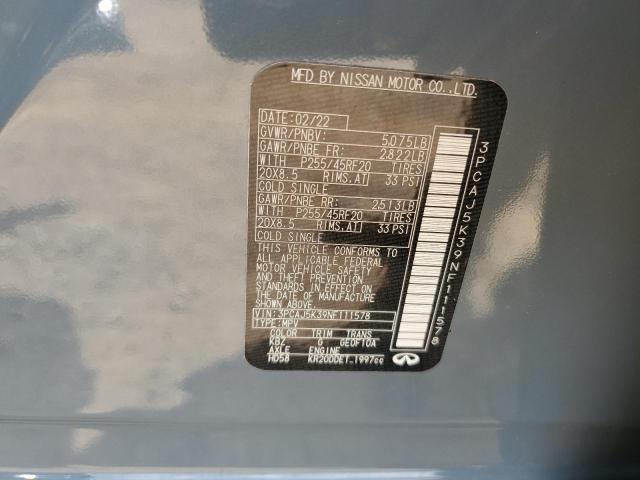 MFD BY NISSAN MOTOR CO.,LTD.
DATE: 02/22
GVWR/PNBV: 5075LB
GAWR/PNBE FR: 2822LB
WITH P255/45RF20 TIRES
20X8.5 RIMS.AT 33 PSI
COLD SINGLE
GAWR/PNBE RR: 2513LB
WITH P255/45RF20 TIRES
20X8.5 RIMS.AT 33 PSI
COLD SINGLE
THIS VEHICLE CONFORMS TO
ALL APPLICABLE FEDERAL
MOTOR VEHICLE SAFETY
AND THEFT PREVENTION
STANDARDS IN EFFECT ON
THE DATE OF MANUFACTURE
SHOWN ABOVE.
VIN: 3PCAJ5K39NF111578
TYPE: MPV
COLOR TRIM TRANS
KBZ G GEOFTCA
AXLE ENGINE
HD58 KR20DDET 1997cc
3PCAJ5K39NF111578